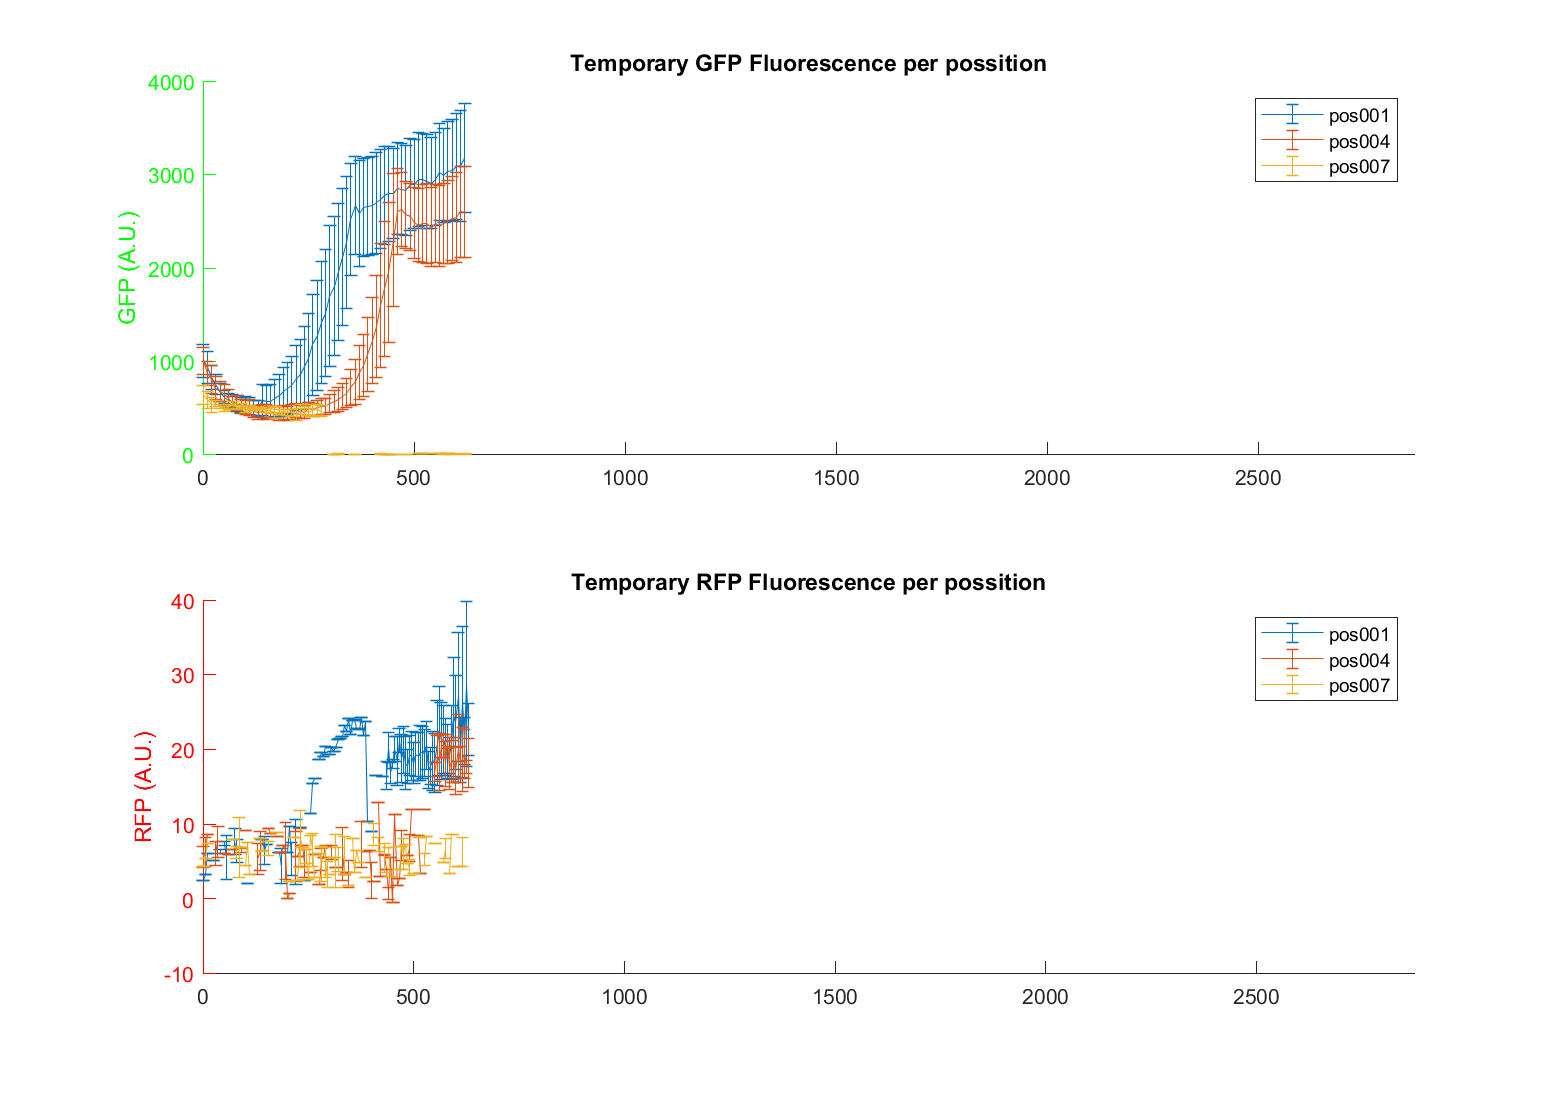 Temporary GFP Fluorescence per possition
4000
3000
2000
1000
0
GFP (A.U.)
0 500 1000 1500 2000 2500
pos001
pos004
pos007
Temporary RFP Fluorescence per possition
40
30
20
10
0
-10
RFP (A.U.)
0 500 1000 1500 2000 2500
pos001
pos004
pos007